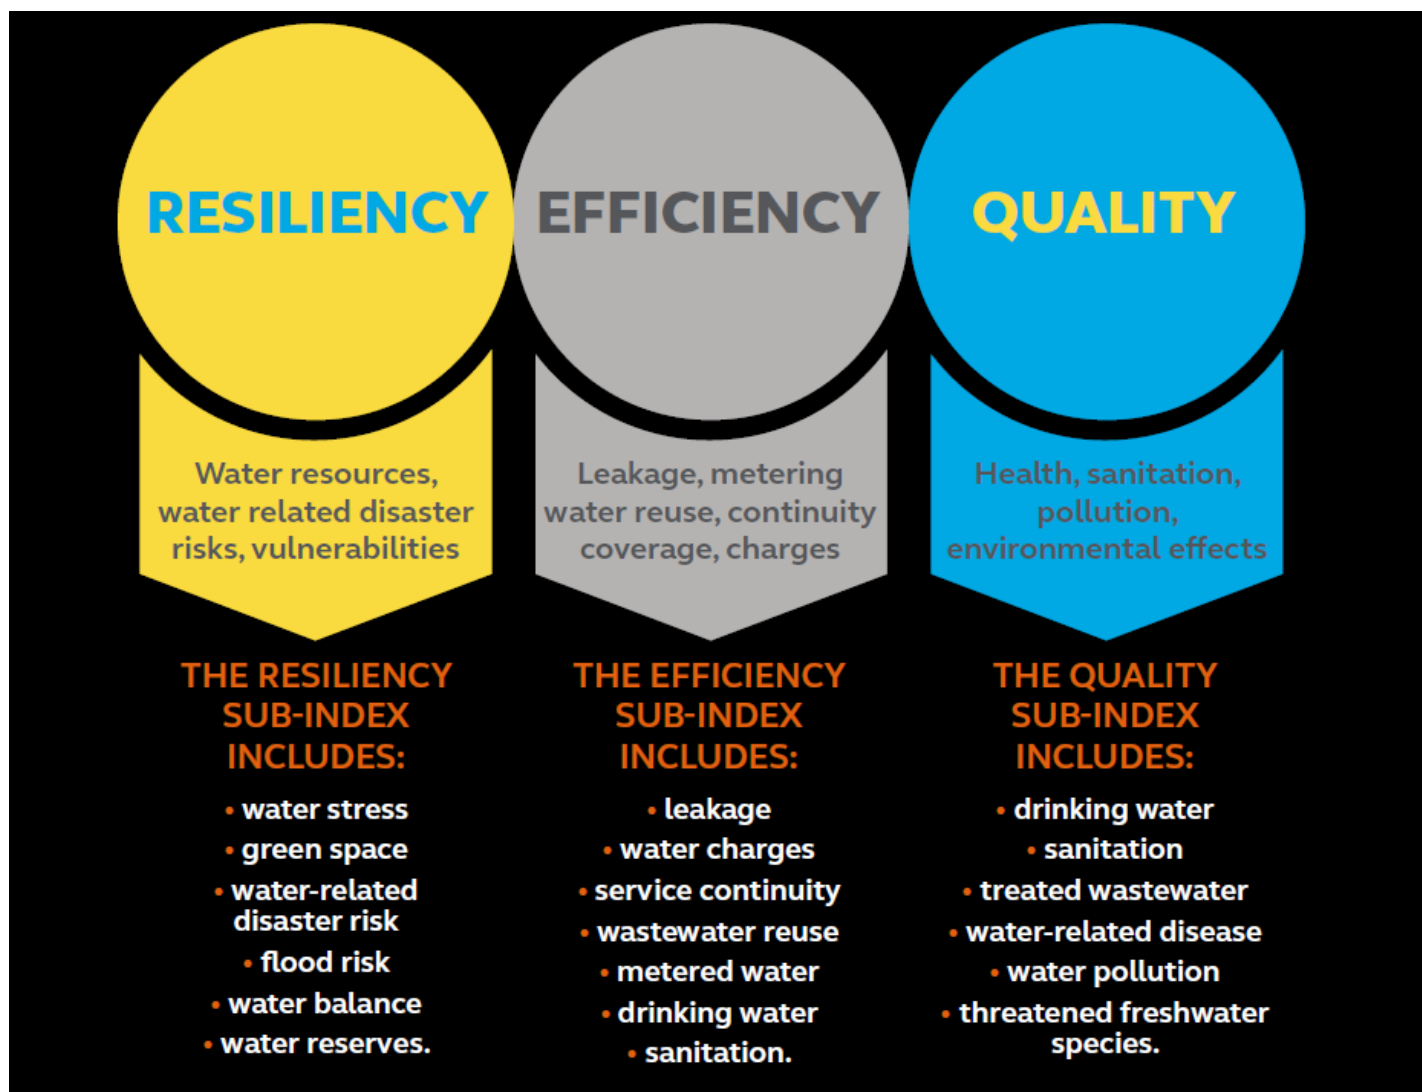 RESILIENCY
Water resources,
water related disaster
risks, vulnerabilities
THE RESILIENCY
SUB-INDEX
INCLUDES:
• water stress
• green space
• water-related
disaster risk
• flood risk
• water balance
• water reserves.
EFFICIENCY
Leakage, metering
water reuse, continuity
coverage, charges
THE EFFICIENCY
SUB-INDEX
INCLUDES:
• leakage
• water charges
• service continuity
• wastewater reuse
• metered water
• drinking water
• sanitation.
QUALITY
Health, sanitation,
pollution,
environmental effects
THE QUALITY
SUB-INDEX
INCLUDES:
• drinking water
• sanitation
• treated wastewater
• water-related disease
• water pollution
• threatened freshwater
species.